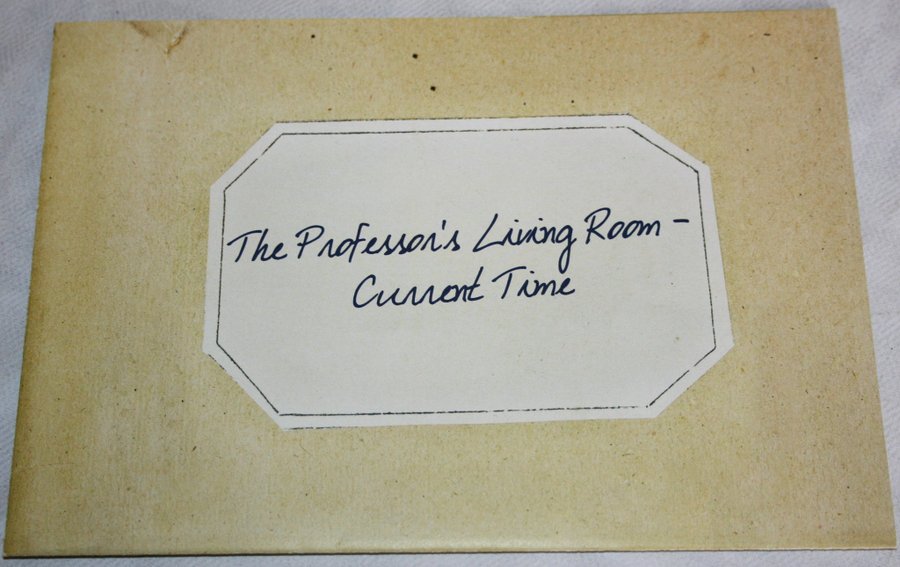 The Professor's Living Room -
Current Time